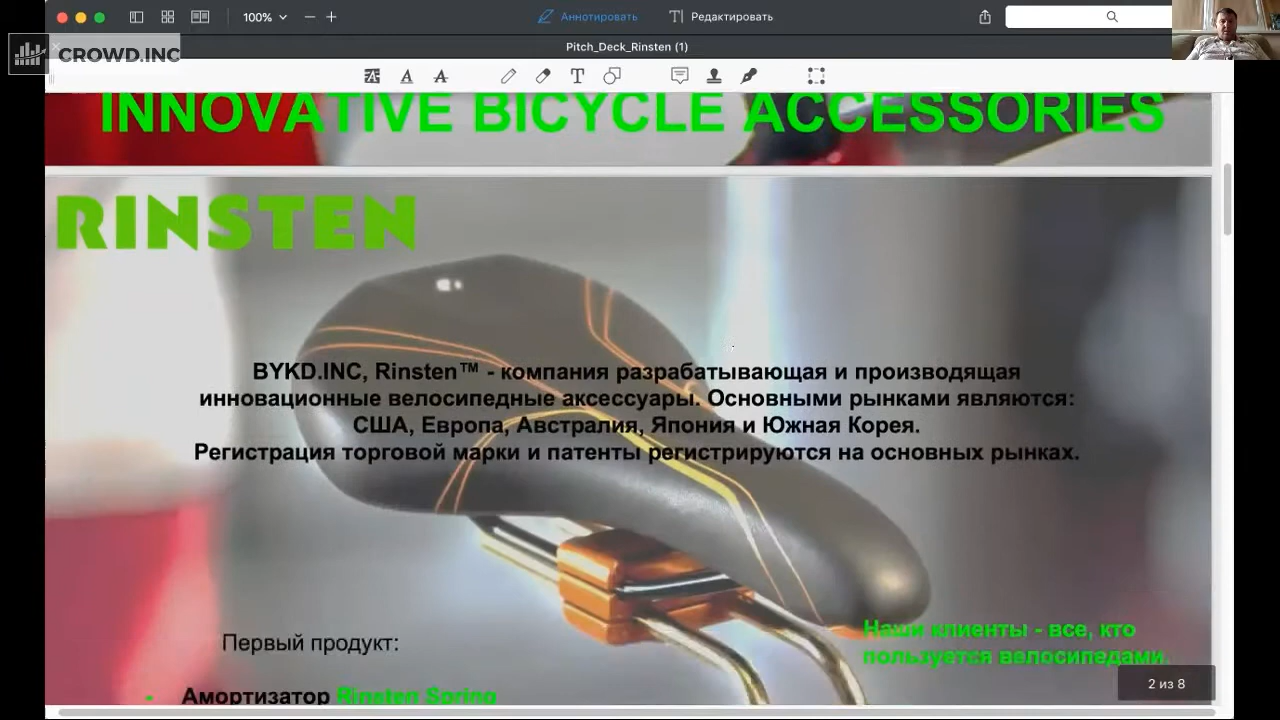 100%
Аннотировать
Редактировать
CROWD.INC
Pitch_Deck_Rinsten (1)
INNOVATIVE BICYCLE ACCESSORIES
RINSTEN
BYKD.INC, Rinsten™ - компания разрабатывающая и производящая
инновационные велосипедные аксессуары. Основными рынками являются:
США, Европа, Австралия, Япония и Южная Корея.
Регистрация торговой марки и патенты регистрируются на основных рынках.
Наши клиенты - все, кто
пользуется велосипедами.
Первый продукт:
- Амортизатор Rinsten Spring
2 из 8